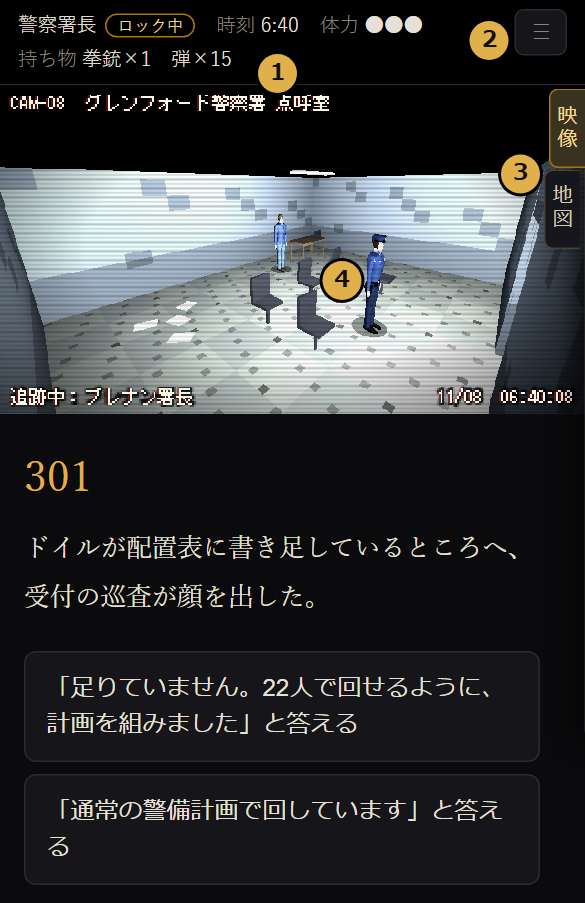 警察署長 ロック中 時刻 6:40 体力
持ち物 拳銃×1 弾×15
1
2
CAM-08 グレンフォード警察署 点呼室
映像
3
地図
4
追跡中：ブレナン署長
11/08 06:40:08
301
ドイルが配置表に書き足しているところへ、
受付の巡査が顔を出した。
「足りていません。22人で回せるように、
計画を組みました」と答える
「通常の警備計画で回しています」と答え
る